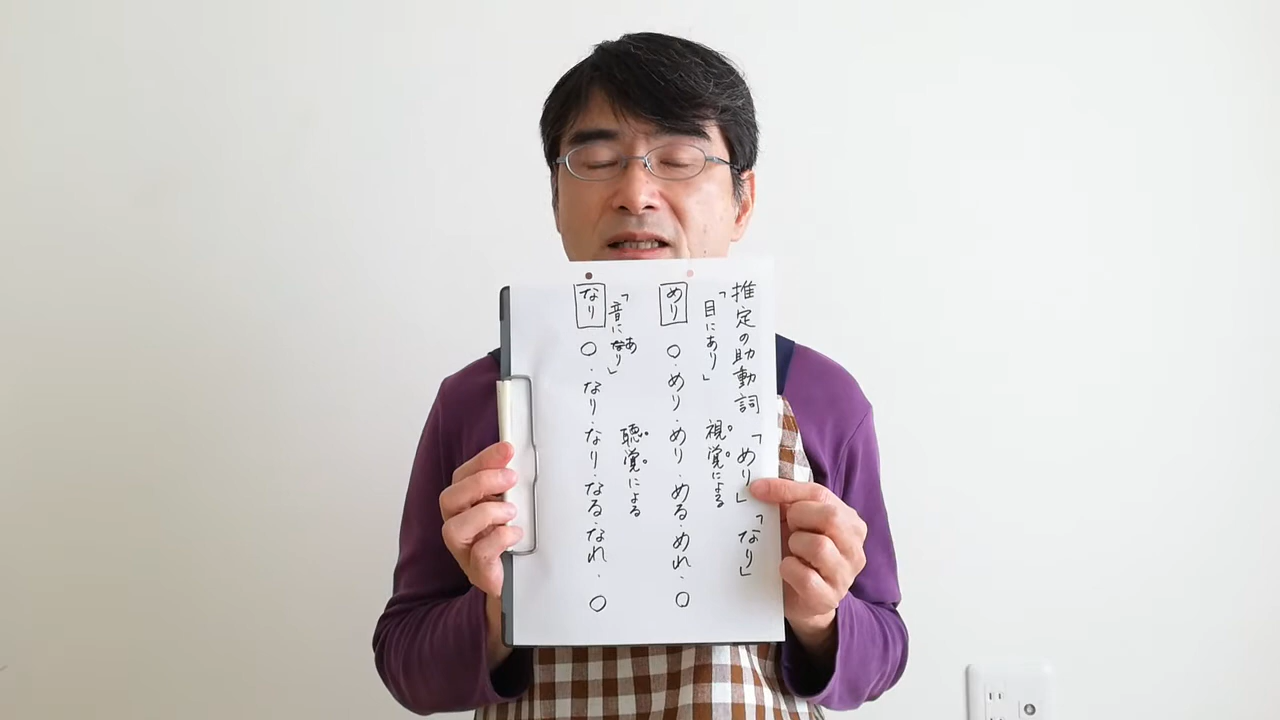 推定の助動詞「めり」「なり」
「目にあり」視覚による
めり ○・めり・めり・める・めれ・○
「音にあり」聴覚による
なり ○・なり・なり・なる・なれ・○